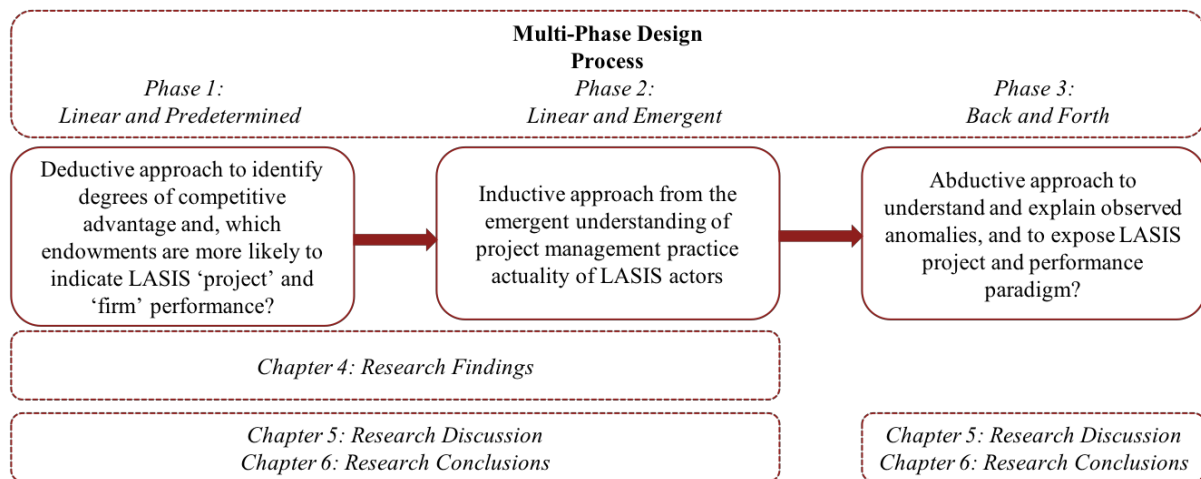 Multi-Phase Design
Process
Phase 1:
Linear and Predetermined
Phase 2:
Linear and Emergent
Phase 3:
Back and Forth
Deductive approach to identify
degrees of competitive
advantage and, which
endowments are more likely to
indicate LASIS ‘project’ and
‘firm’ performance?
Inductive approach from the
emergent understanding of
project management practice
actuality of LASIS actors
Abductive approach to
understand and explain observed
anomalies, and to expose LASIS
project and performance
paradigm?
Chapter 4: Research Findings
Chapter 5: Research Discussion
Chapter 6: Research Conclusions
Chapter 5: Research Discussion
Chapter 6: Research Conclusions